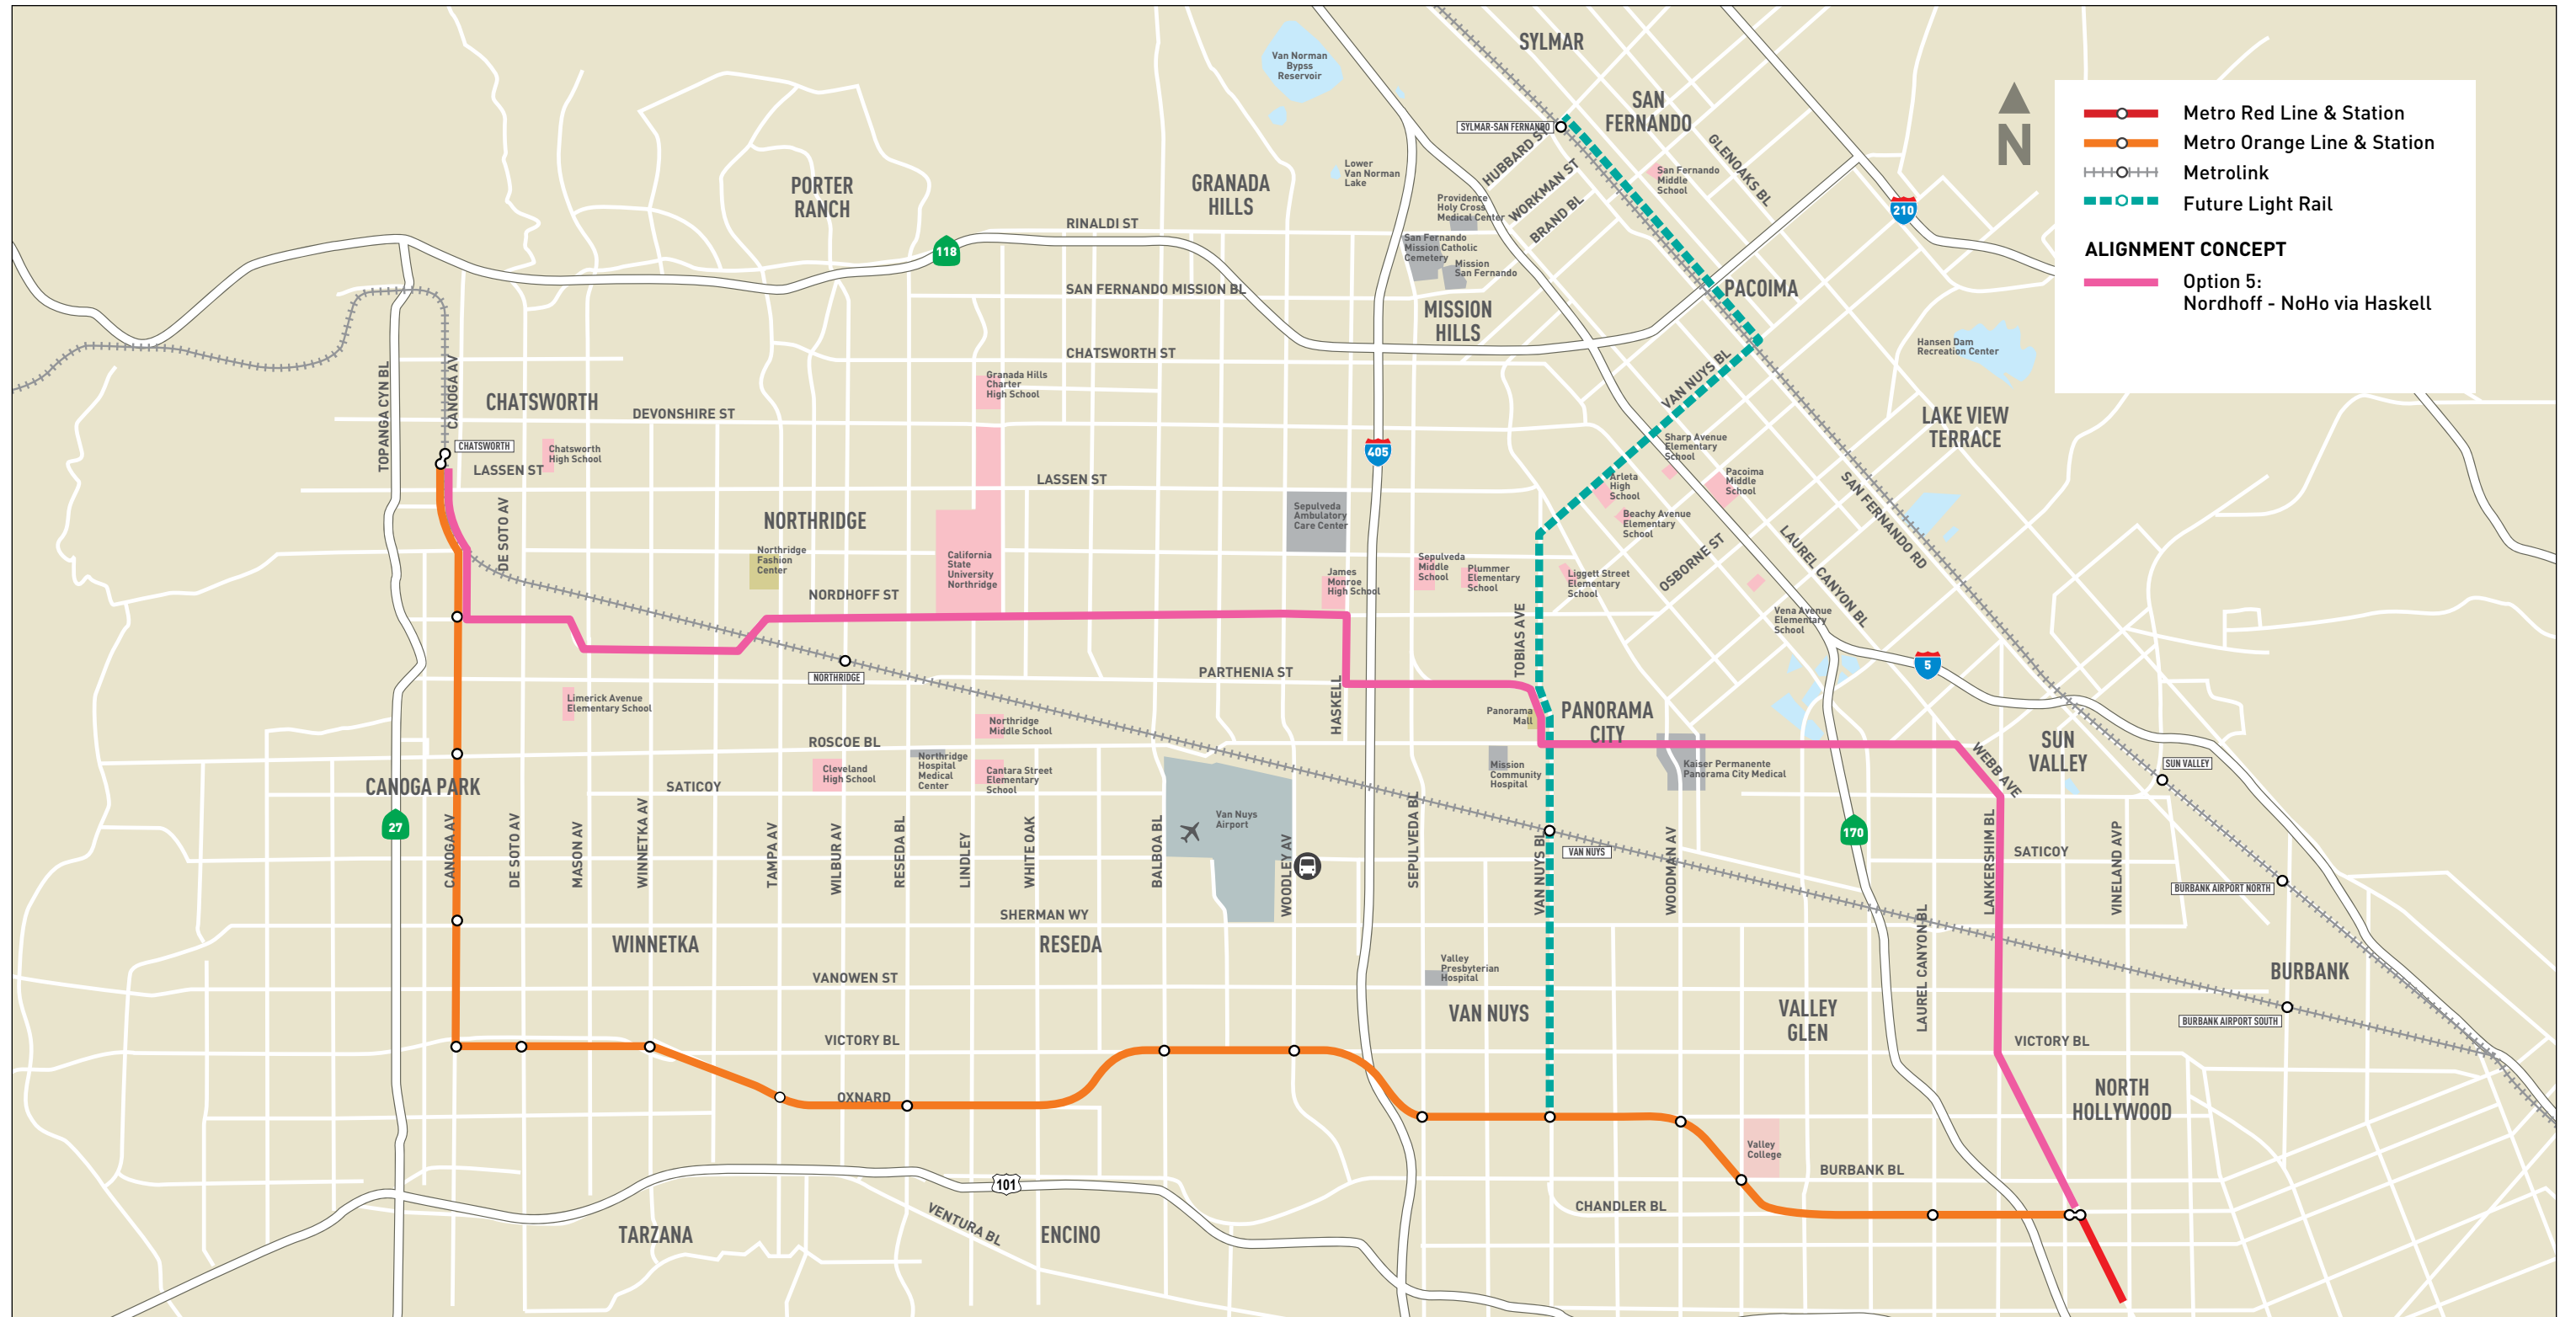 SYLMAR
Van Norman
Bypss
Reservoir
SAN
FERNANDO
SYLMAR-SAN FERNANDO
HUBBARD ST
WORKMAN ST
BRAND BL
GLENOAKS BL
San Fernando
Middle
School
Lower
Van Norman
Lake
Providence
Holy Cross
Medical Center
San Fernando
Mission Catholic
Cemetery
Mission
San Fernando
PORTER
RANCH
GRANADA
HILLS
RINALDI ST
118
210
N
Metro Red Line & Station
Metro Orange Line & Station
Metrolink
Future Light Rail
ALIGNMENT CONCEPT
Option 5:
Nordhoff - NoHo via Haskell
SAN FERNANDO MISSION BL
PACOIMA
MISSION
HILLS
CHATSWORTH ST
VAN NUYS BL
Hansen Dam
Recreation Center
TOPANGA CYN BL
CANOGA AV
CHATSWORTH
DEVONSHIRE ST
Granada Hills
Charter
High School
CHATSWORTH
LASSEN ST
Chatsworth
High School
LASSEN ST
405
Sharp Avenue
Elementary
School
Pacoima
Middle
School
Arleta
High
School
Beachy Avenue
Elementary
School
LAKE VIEW
TERRACE
SAN FERNANDO RD
LAUREL CANYON BL
OSBORNE ST
DE SOTO AV
NORTHRIDGE
Northridge
Fashion
Center
California
State
University
Northridge
NORDHOFF ST
Sepulveda
Ambulatory
Care Center
James
Monroe
High School
Sepulveda
Middle
School
Plummer
Elementary
School
Liggett Street
Elementary
School
Vena Avenue
Elementary
School
TOBIAS AVE
5
NORTHRIDGE
PARTHENIA ST
HASKELL
Limerick Avenue
Elementary School
Northridge
Middle School
Panorama
Mall
PANORAMA
CITY
ROSCOE BL
Northridge
Hospital
Medical
Center
Cleveland
High School
Cantara Street
Elementary
School
Mission
Community
Hospital
Kaiser Permanente
Panorama City Medical
WEBB AVE
SUN
VALLEY
SUN VALLEY
CANOGA PARK
SATICOY
27
Van Nuys
Airport
CANOGA AV
DE SOTO AV
MASON AV
WINNETKA AV
TAMPA AV
WILBUR AV
RESEDA BL
LINDLEY
WHITE OAK
BALBOA BL
WOODLEY AV
SEPULVEDA BL
VAN NUYS BL
VAN NUYS
WOODMAN AV
170
LAUREL CANYON BL
LANKERSHIM BL
SATICOY
VINELAND AVP
BURBANK AIRPORT NORTH
SHERMAN WY
WINNETKA
RESEDA
VANOWEN ST
Valley
Presbyterian
Hospital
VAN NUYS
VALLEY
GLEN
BURBANK
BURBANK AIRPORT SOUTH
VICTORY BL
VICTORY BL
OXNARD
NORTH
HOLLYWOOD
Valley
College
BURBANK BL
CHANDLER BL
101
VENTURA BL
TARZANA
ENCINO